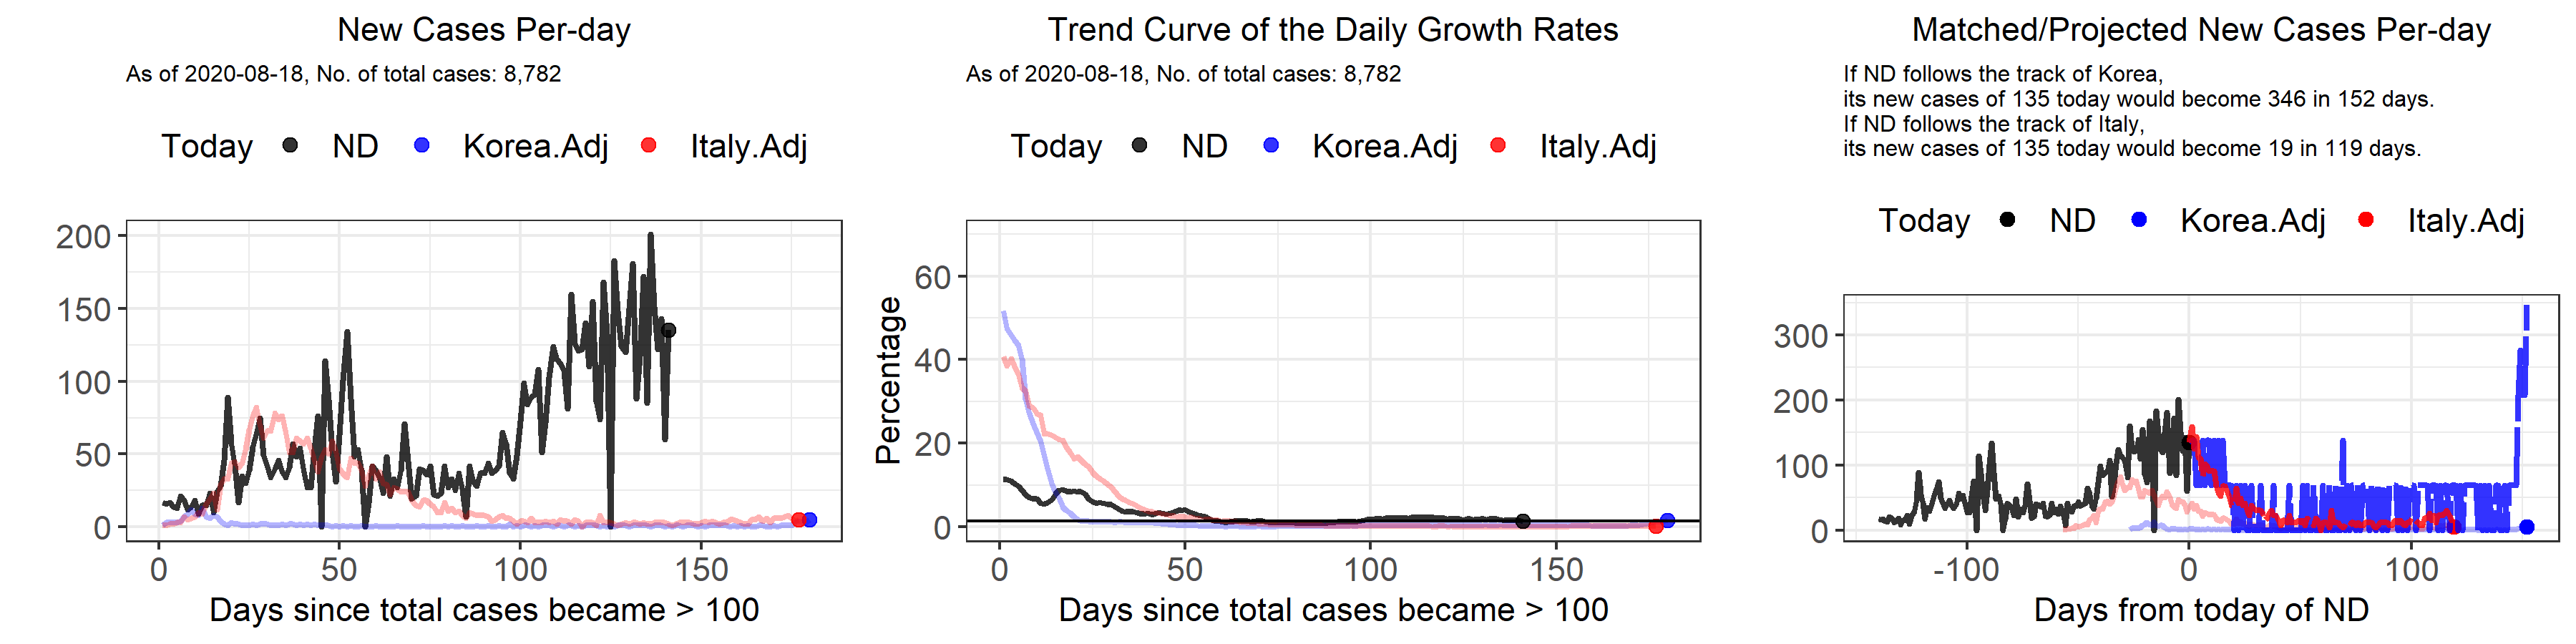 New Cases Per-day
As of 2020-08-18, No. of total cases: 8,782
Today ND Korea.Adj Italy.Adj
200
150
100
50
0
0 50 100 150
Days since total cases became > 100
Trend Curve of the Daily Growth Rates
As of 2020-08-18, No. of total cases: 8,782
Today ND Korea.Adj Italy.Adj
Percentage
60
40
20
0
0 50 100 150
Days since total cases became > 100
Matched/Projected New Cases Per-day
If ND follows the track of Korea,
its new cases of 135 today would become 346 in 152 days.
If ND follows the track of Italy,
its new cases of 135 today would become 19 in 119 days.
Today ND Korea.Adj Italy.Adj
300
200
100
0
-100 0 100
Days from today of ND